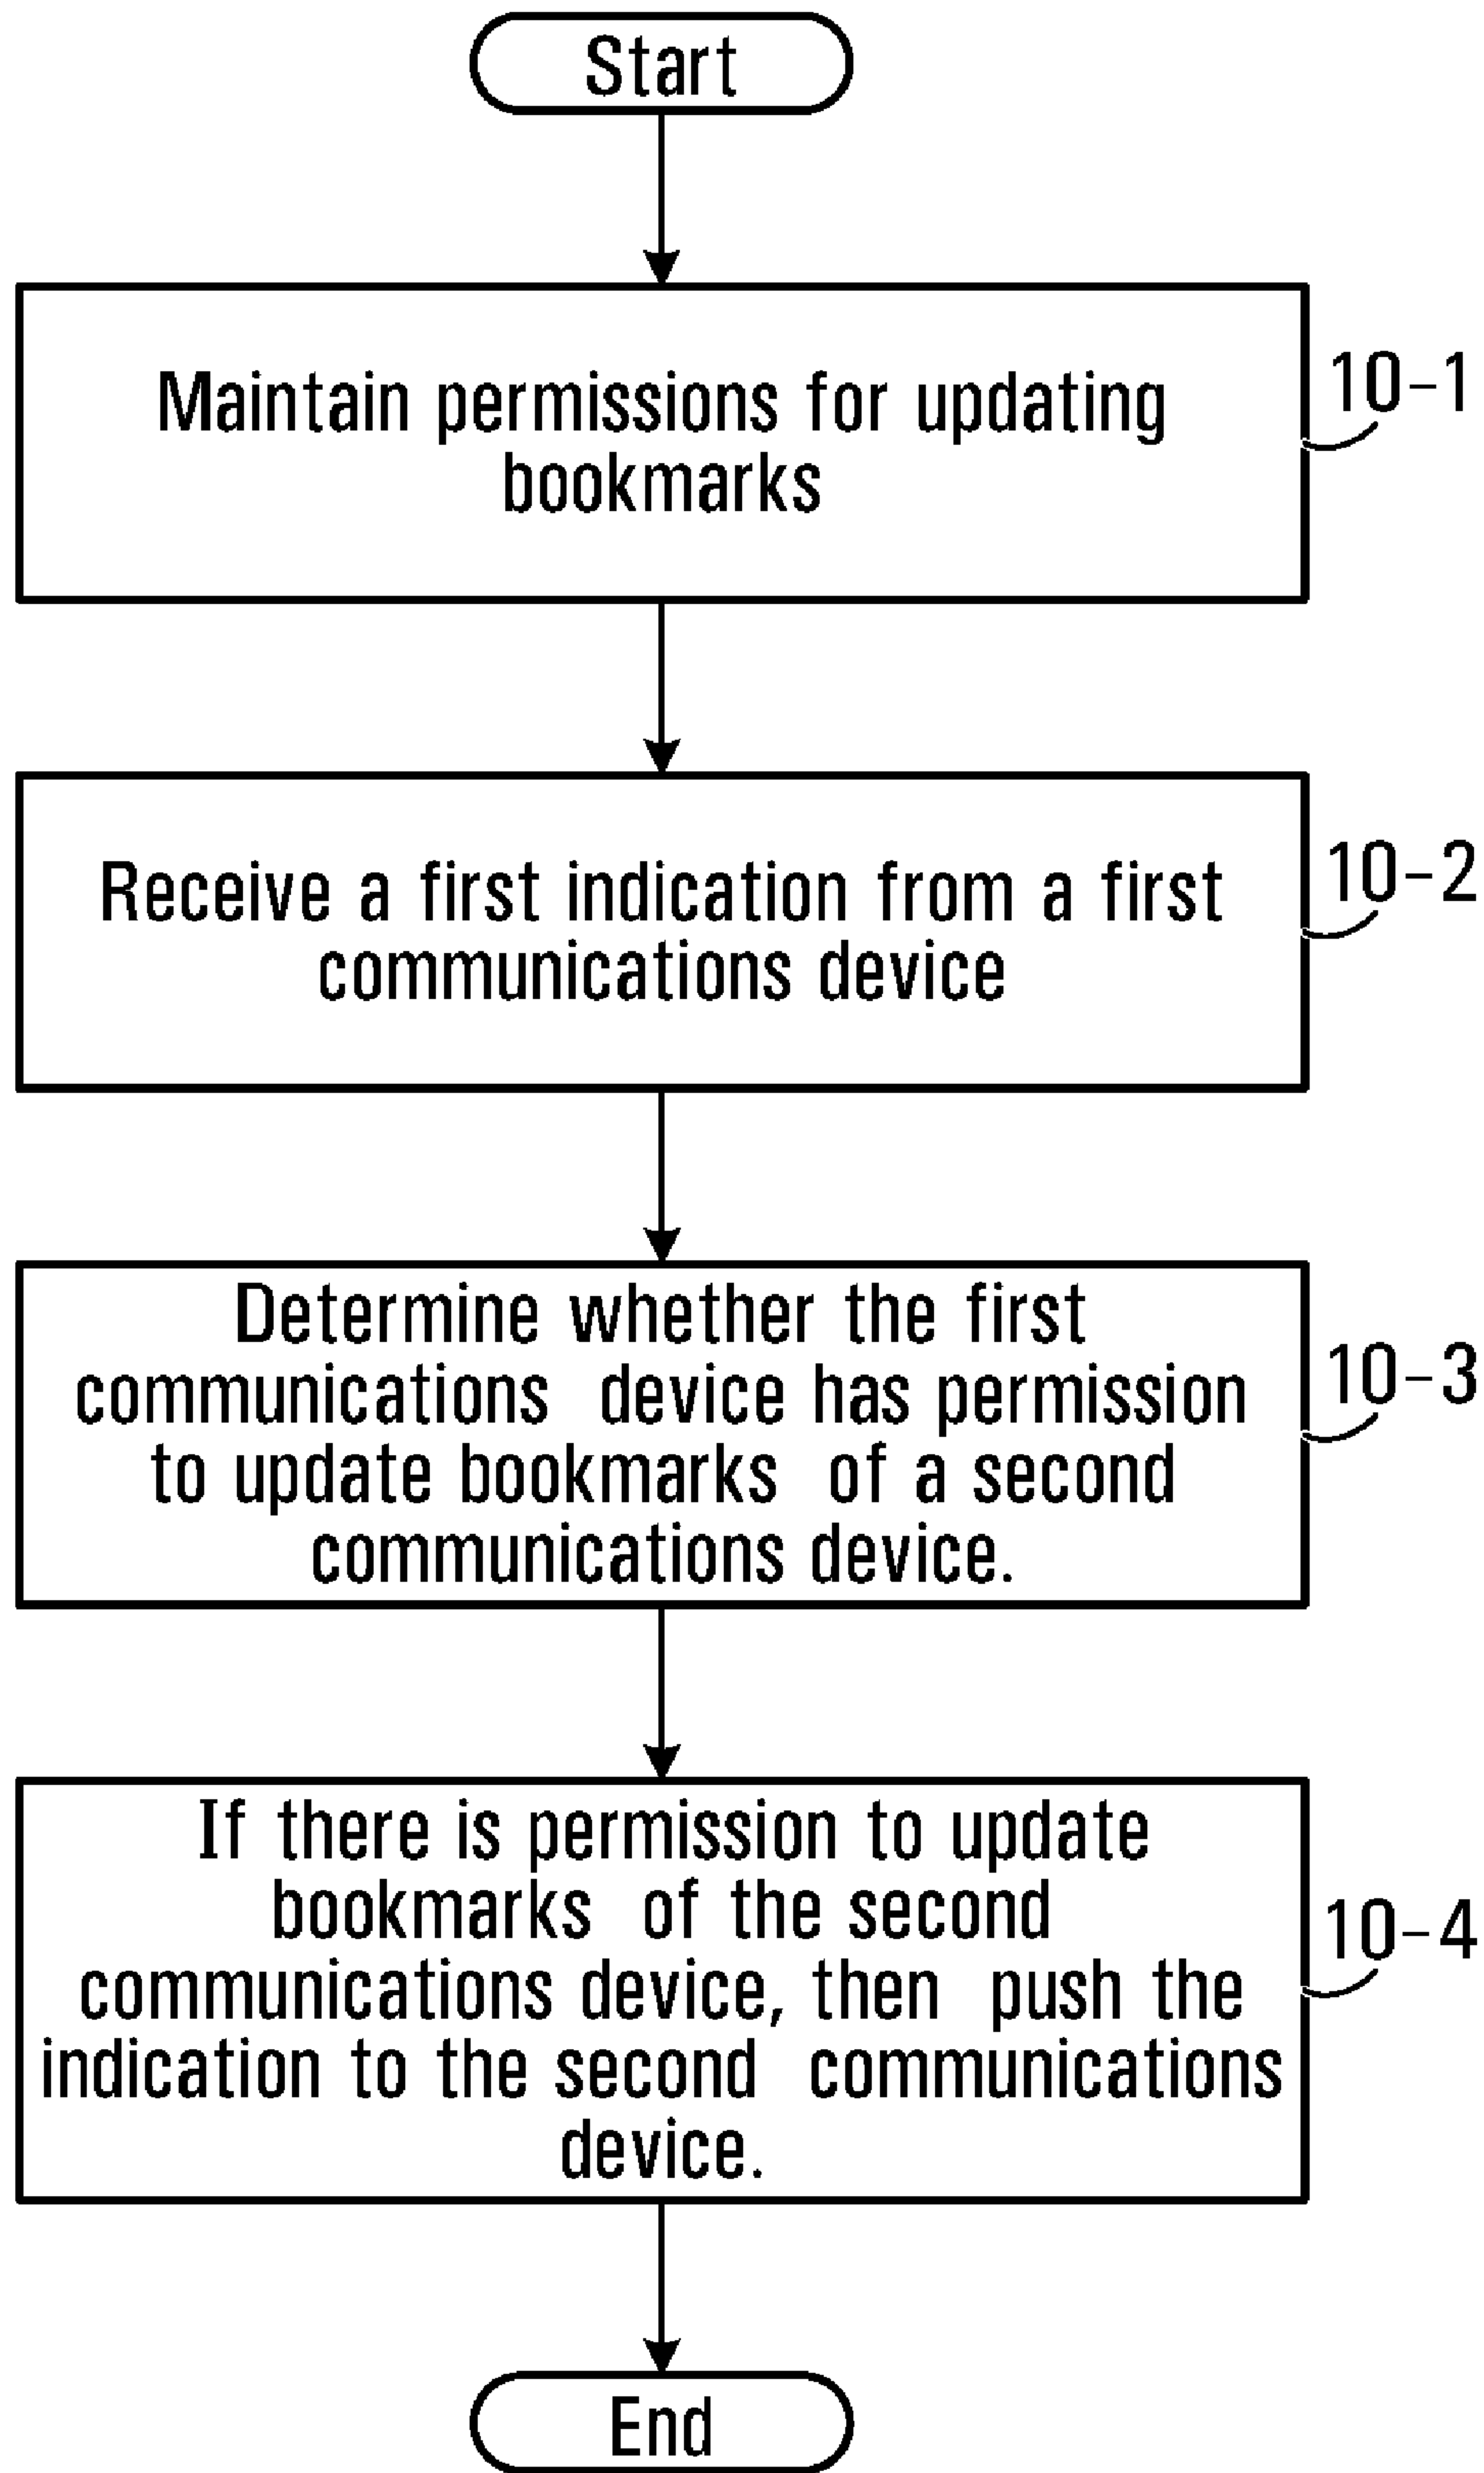 Start
Maintain permissions for updating
bookmarks
10-1
Receive a first indication from a first
communications device
10-2
Determine whether the first
communications device has permission
to update bookmarks of a second
communications device.
10-3
If there is permission to update
bookmarks of the second
communications device, then push the
indication to the second communications
device.
10-4
End